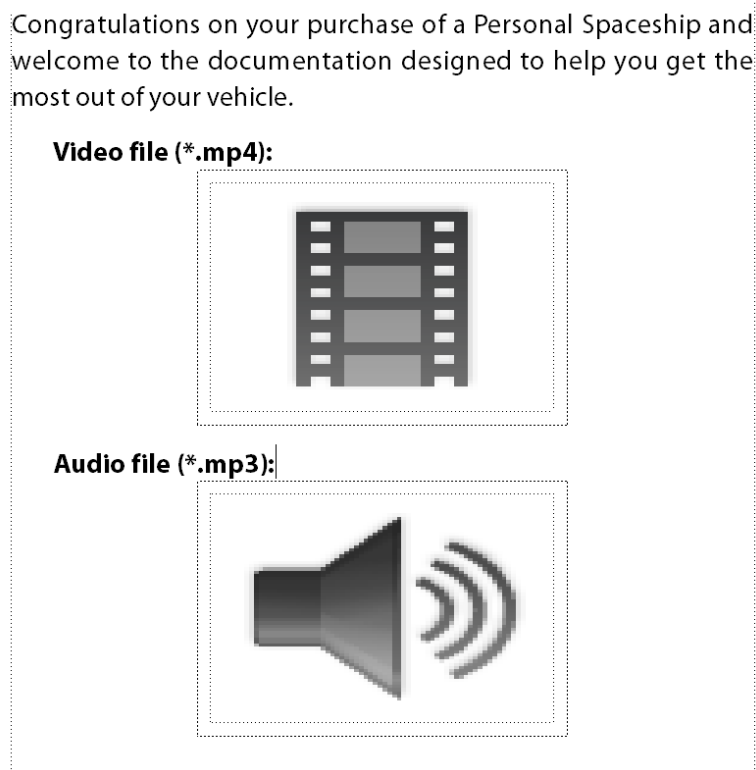 Congratulations on your purchase of a Personal Spaceship and
welcome to the documentation designed to help you get the
most out of your vehicle.
Video file (*.mp4):
Audio file (*.mp3):